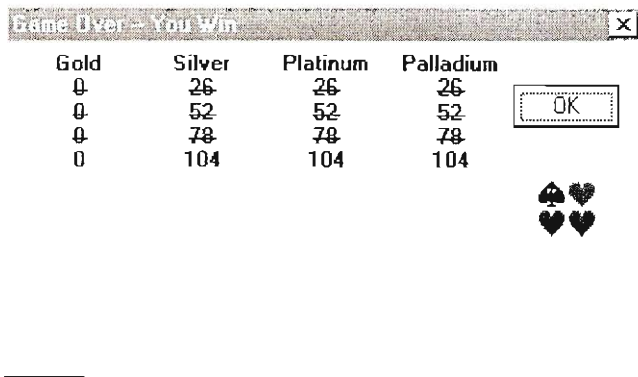 Game Over -- You Win
Gold Silver Platinum Palladium
0 26 26 26
0 52 52 52
0 78 78 78
0 104 104 104
OK